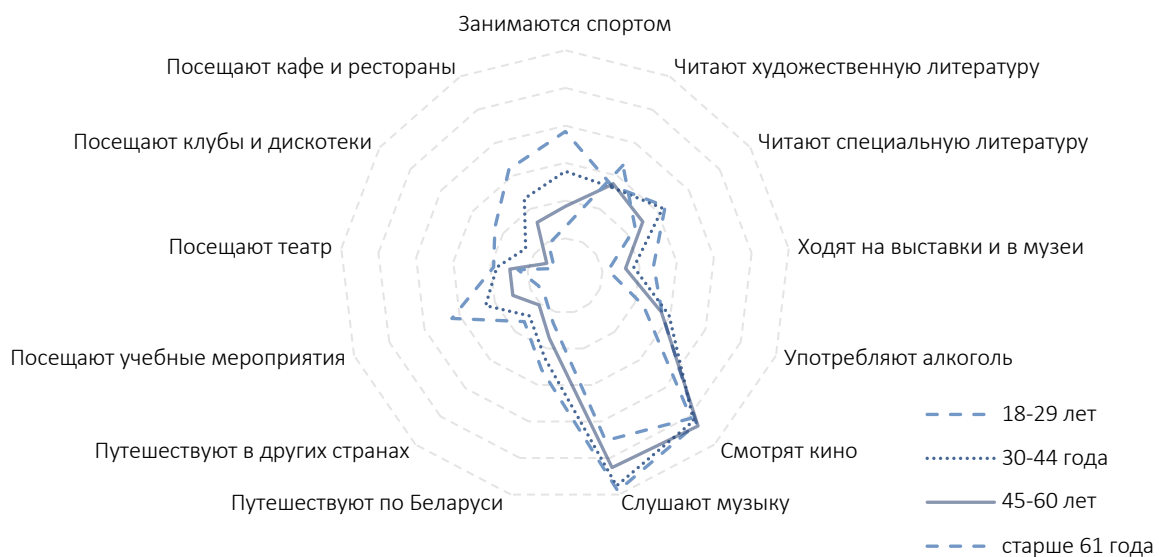 Занимаются спортом
Посещают кафе и рестораны
Читают художественную литературу
Посещают клубы и дискотеки
Читают специальную литературу
Посещают театр
Ходят на выставки и в музеи
Посещают учебные мероприятия
Употребляют алкоголь
Путешествуют в других странах
Смотрят кино
Путешествуют по Беларуси
Слушают музыку
18-29 лет
30-44 года
45-60 лет
старше 61 года